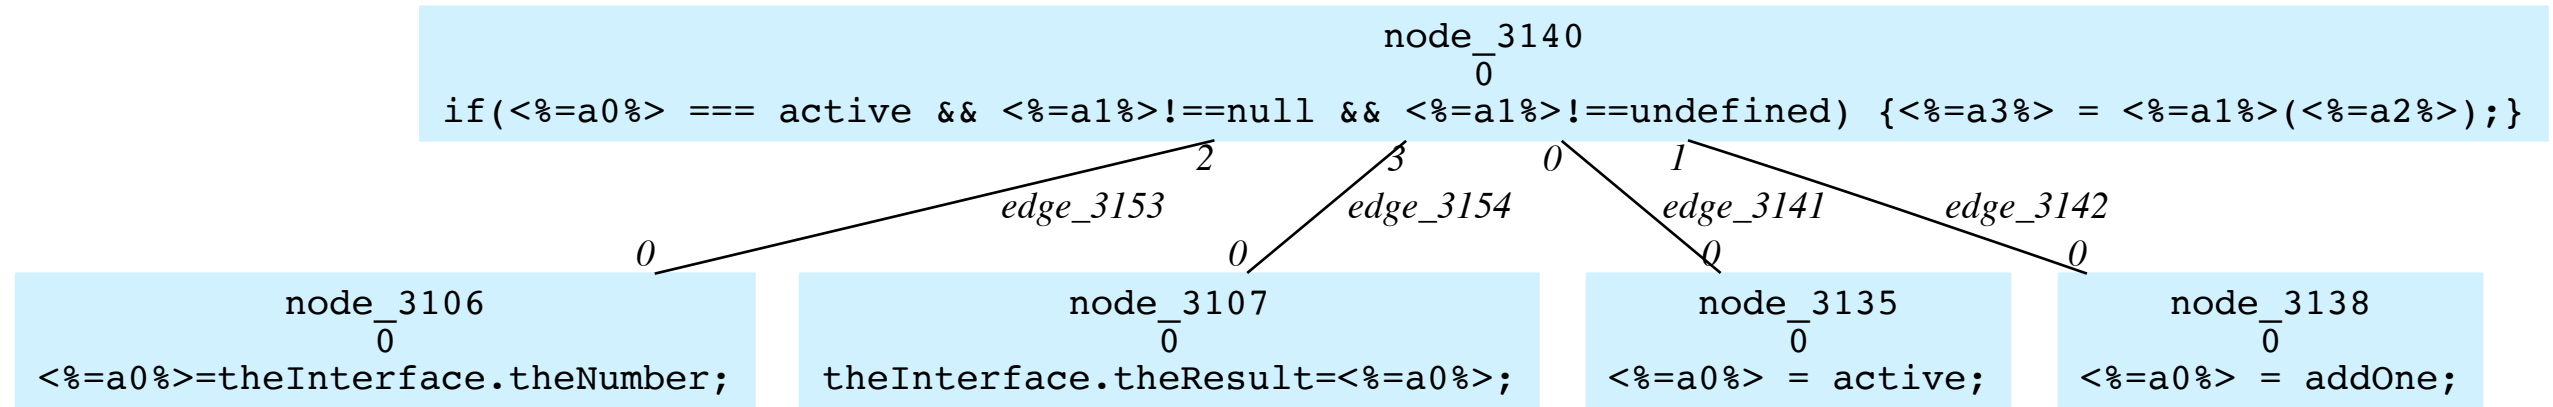 node_3140
0
if(<%=a0%> === active && <%=a1%>!==null && <%=a1%>!==undefined) {<%=a3%> = <%=a1%>(<%=a2%>);}
2
3
0
1
edge_3153
edge_3154
edge_3141
edge_3142
0
0
0
0
node_3106
0
<%=a0%>=theInterface.theNumber;
node_3107
0
theInterface.theResult=<%=a0%>;
node_3135
0
<%=a0%> = active;
node_3138
0
<%=a0%> = addOne;